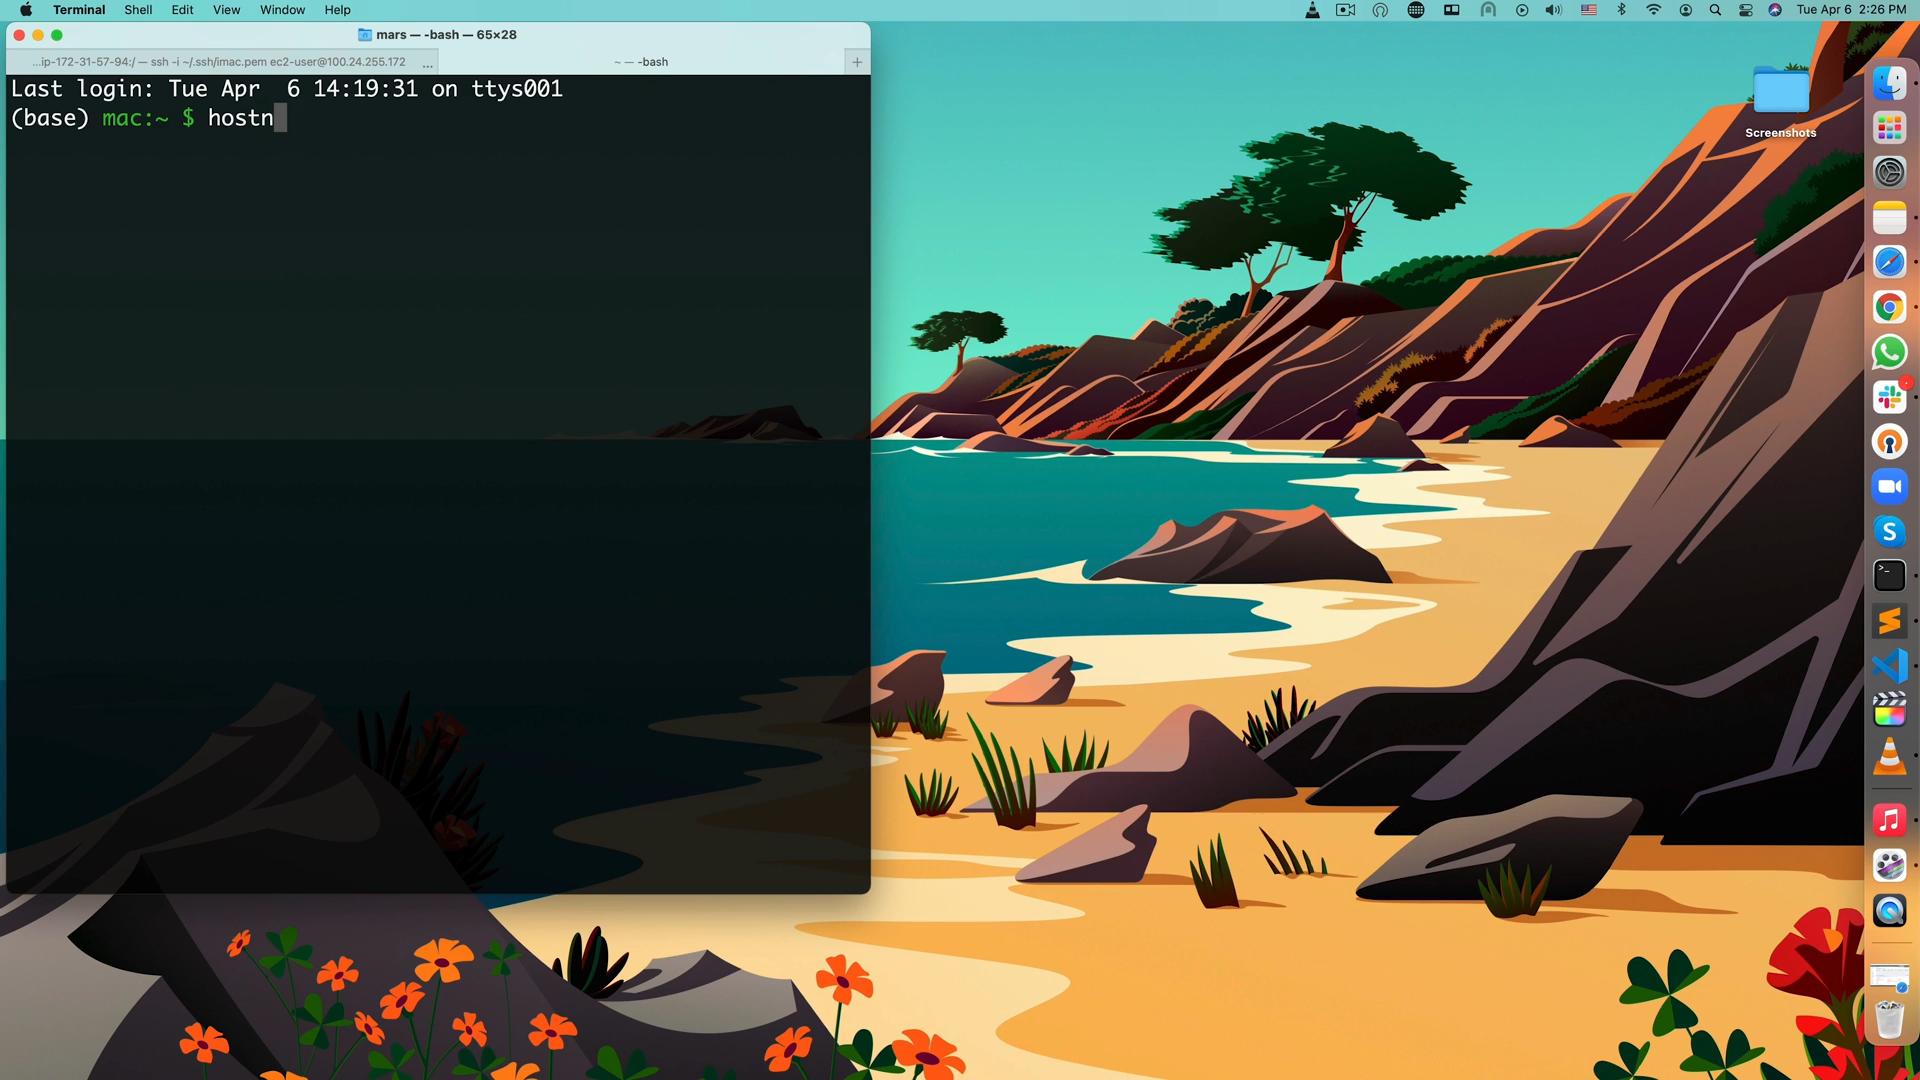 Terminal Shell Edit View Window Help Tue Apr 6 2:26 PM
mars — -bash — 65×28
...ip-172-31-57-94:/ — ssh -i ~/.ssh/imac.pem ec2-user@100.24.255.172 ...
~ — -bash +
Last login: Tue Apr  6 14:19:31 on ttys001
(base) mac:~ $ hostn
Screenshots